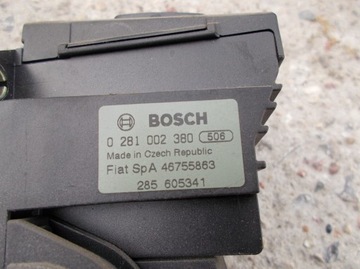 BOSCH
0 281 002 380 506
Made in Czech Republic
Fiat SpA 46755863
285 605341